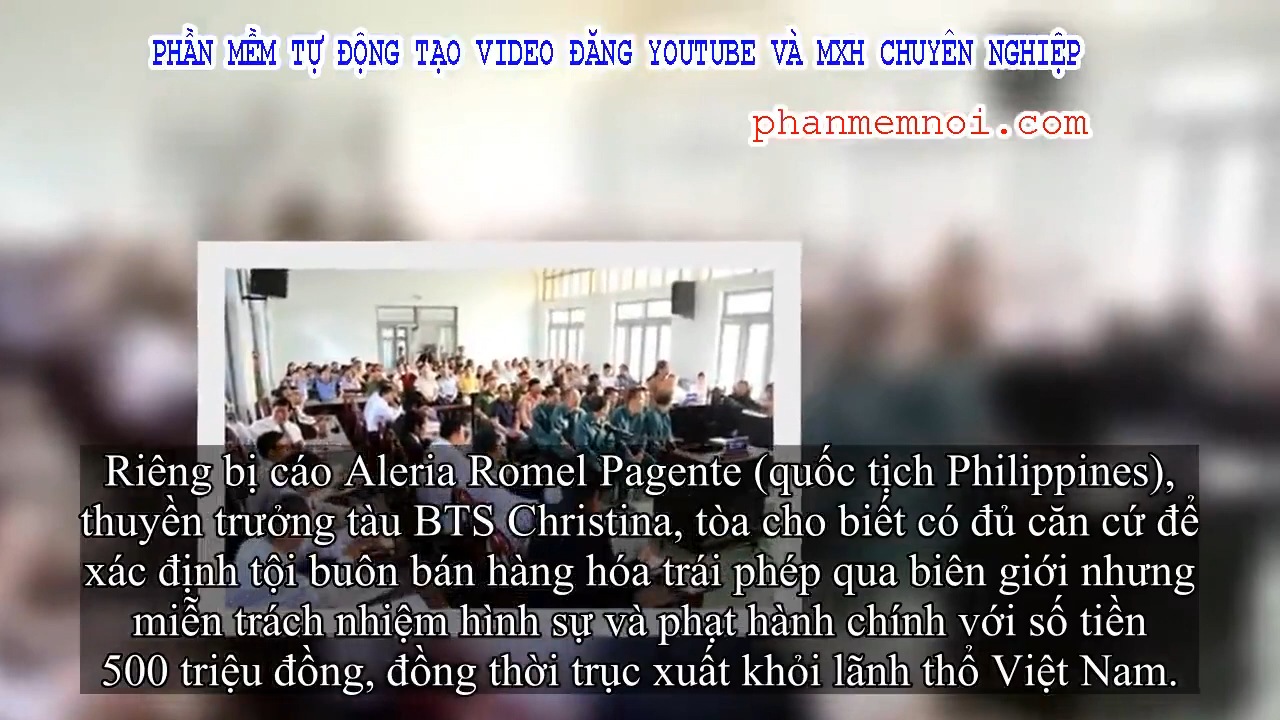 PHẦN MỀM TỰ ĐỘNG TẠO VIDEO ĐĂNG YOUTUBE VÀ MXH CHUYÊN NGHIỆP
phanmemnoi.com
Riêng bị cáo Aleria Romel Pagente (quốc tịch Philippines),
thuyền trưởng tàu BTS Christina, tòa cho biết có đủ căn cứ để
xác định tội buôn bán hàng hóa trái phép qua biên giới nhưng
miễn trách nhiệm hình sự và phạt hành chính với số tiền
500 triệu đồng, đồng thời trục xuất khỏi lãnh thổ Việt Nam.